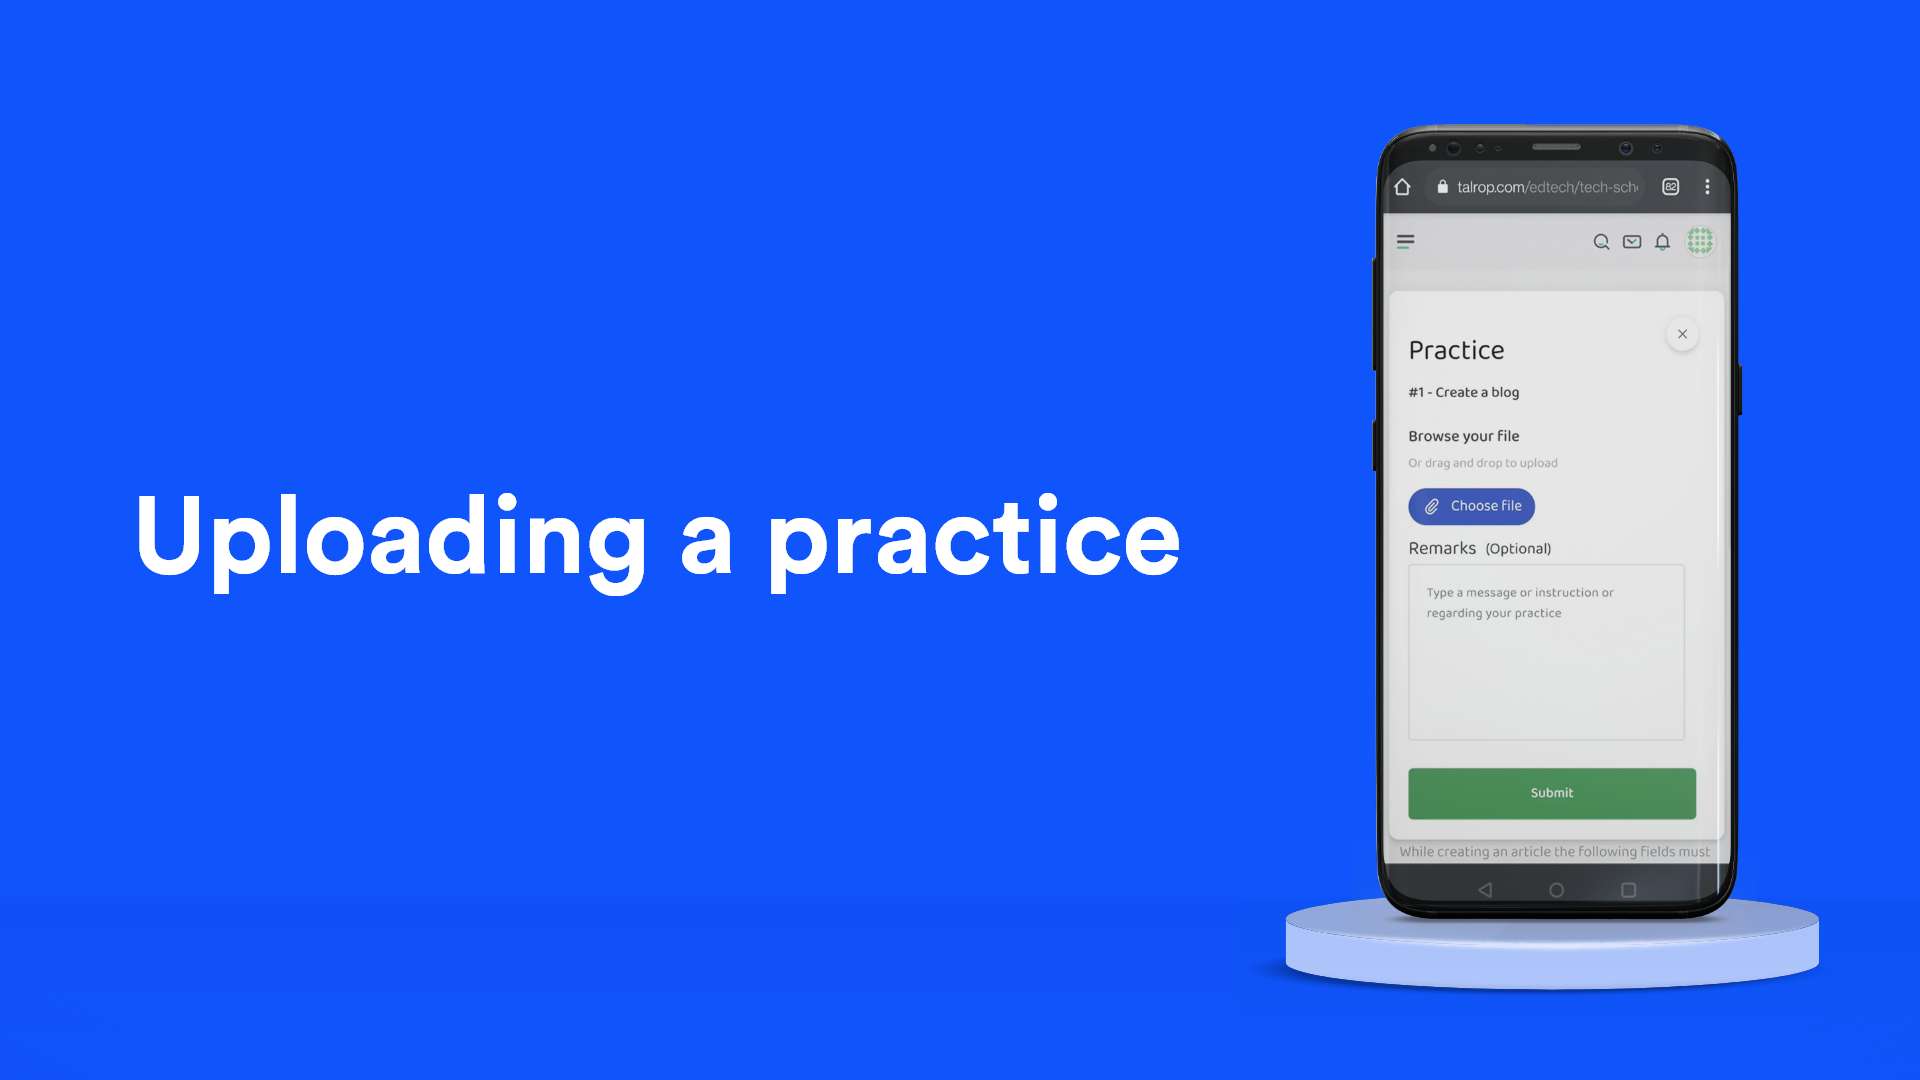 Uploading a practice
talrop.com/edtech/tech-sch
82
Practice
#1 - Create a blog
Browse your file
Or drag and drop to upload
Choose file
Remarks (Optional)
Type a message or instruction or
regarding your practice
Submit
While creating an article the following fields must